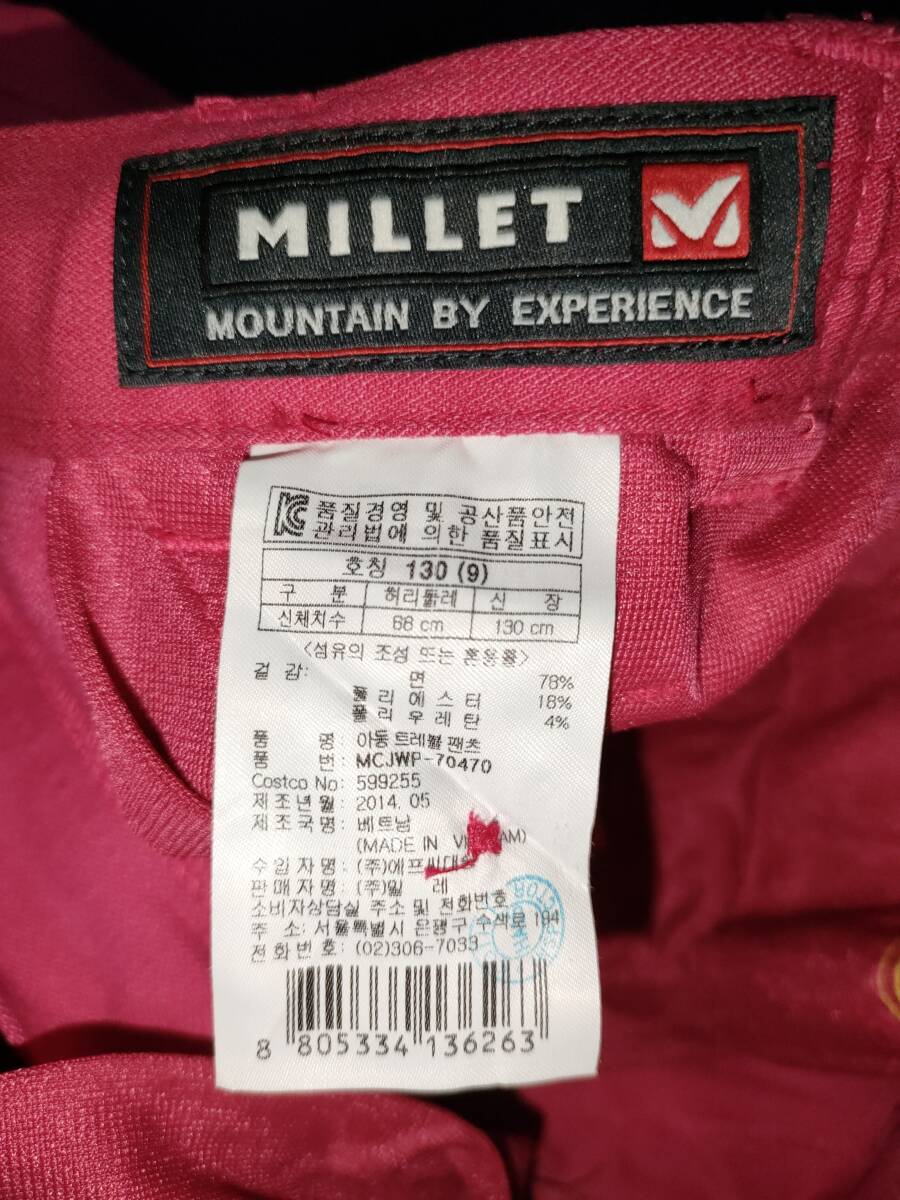 MILLET
MOUNTAIN BY EXPERIENCE
품질경영 및 공산품안전
관리법에 의한 품질표시
호칭 130 (9)
구 분 허리둘레 신 장
신체치수 68 cm 130 cm
<섬유의 조성 또는 혼용률>
겉 감: 면 78%
폴리에스터 18%
폴리우레탄 4%
품 명: 아동 트레블 팬츠
품 번: MCJWP-70470
Costco No: 599255
제조년월: 2014. 05
제조국명: 베트남
(MADE IN
수입자명: (주)에프씨대
판매자명: (주)밀 레
소비자상담실 주소 및 전화번호
주 소: 서울특별시 은평구 수색로 194
전화번호: (02)306-7033
8 805334 136263